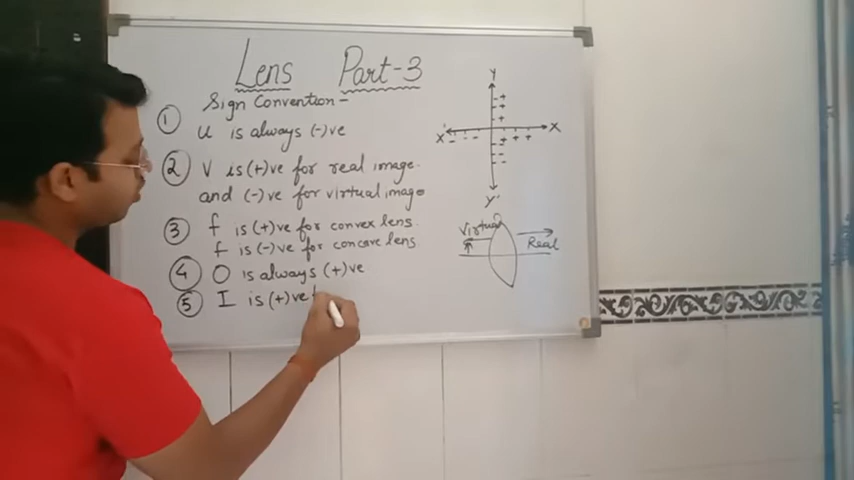 Lens Part-3
Sign Convention-
① u is always (-)ve
② V is (+)ve for real image.
and (-)ve for virtual image
③ f is (+)ve for convex lens.
f is (-)ve for concave lens
④ O is always (+)ve
⑤ I is (+)ve
Y
X' X
Y'
Virtual
Real